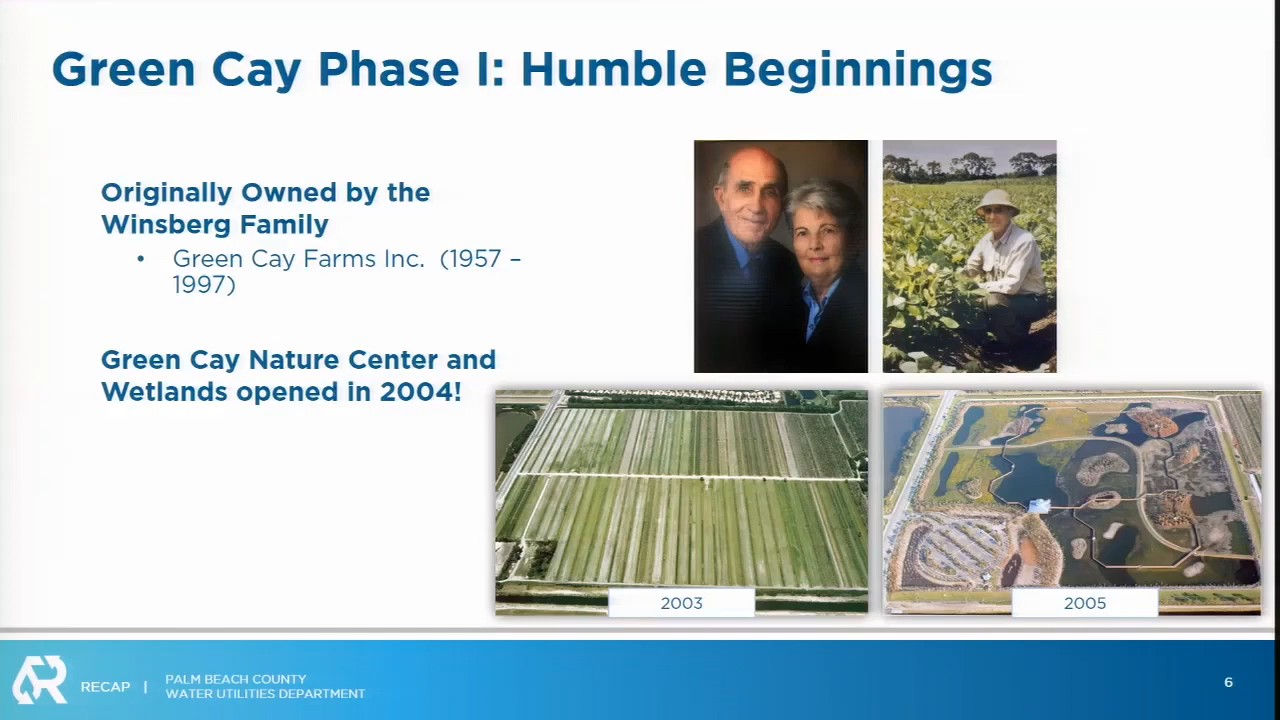 Green Cay Phase I: Humble Beginnings
Originally Owned by the
Winsberg Family
• Green Cay Farms Inc.  (1957 –
1997)
Green Cay Nature Center and
Wetlands opened in 2004!
2003
2005
RECAP |
PALM BEACH COUNTY
WATER UTILITIES DEPARTMENT
6